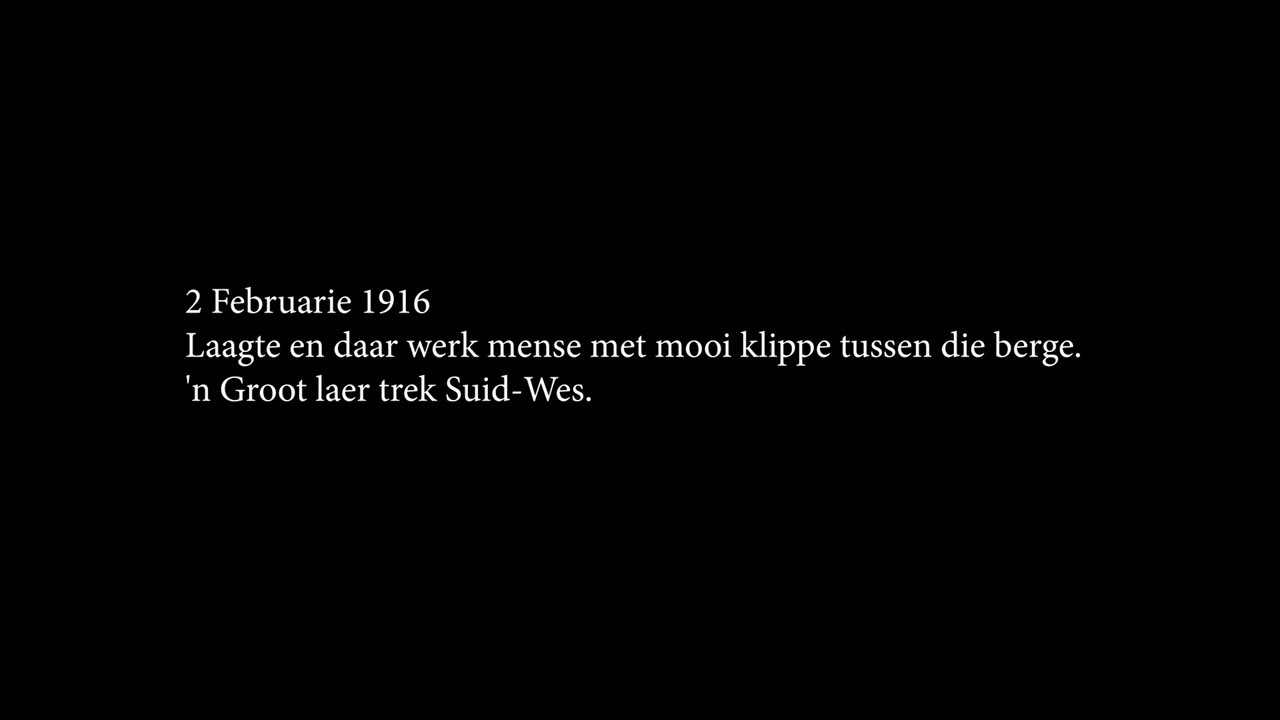 2 Februarie 1916
Laagte en daar werk mense met mooi klippe tussen die berge.
'n Groot laer trek Suid-Wes.